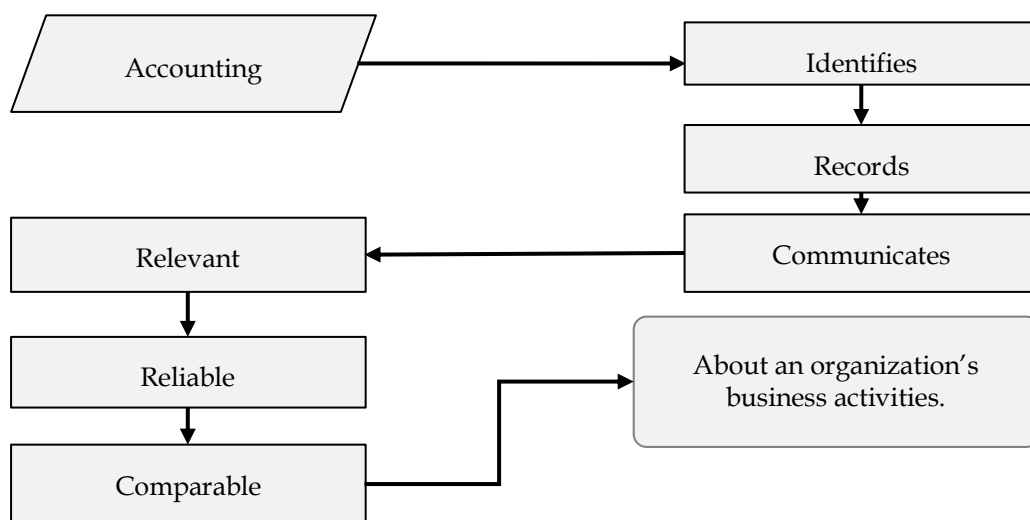 Accounting
Identifies
Records
Communicates
Relevant
Reliable
Comparable
About an organization’s
business activities.